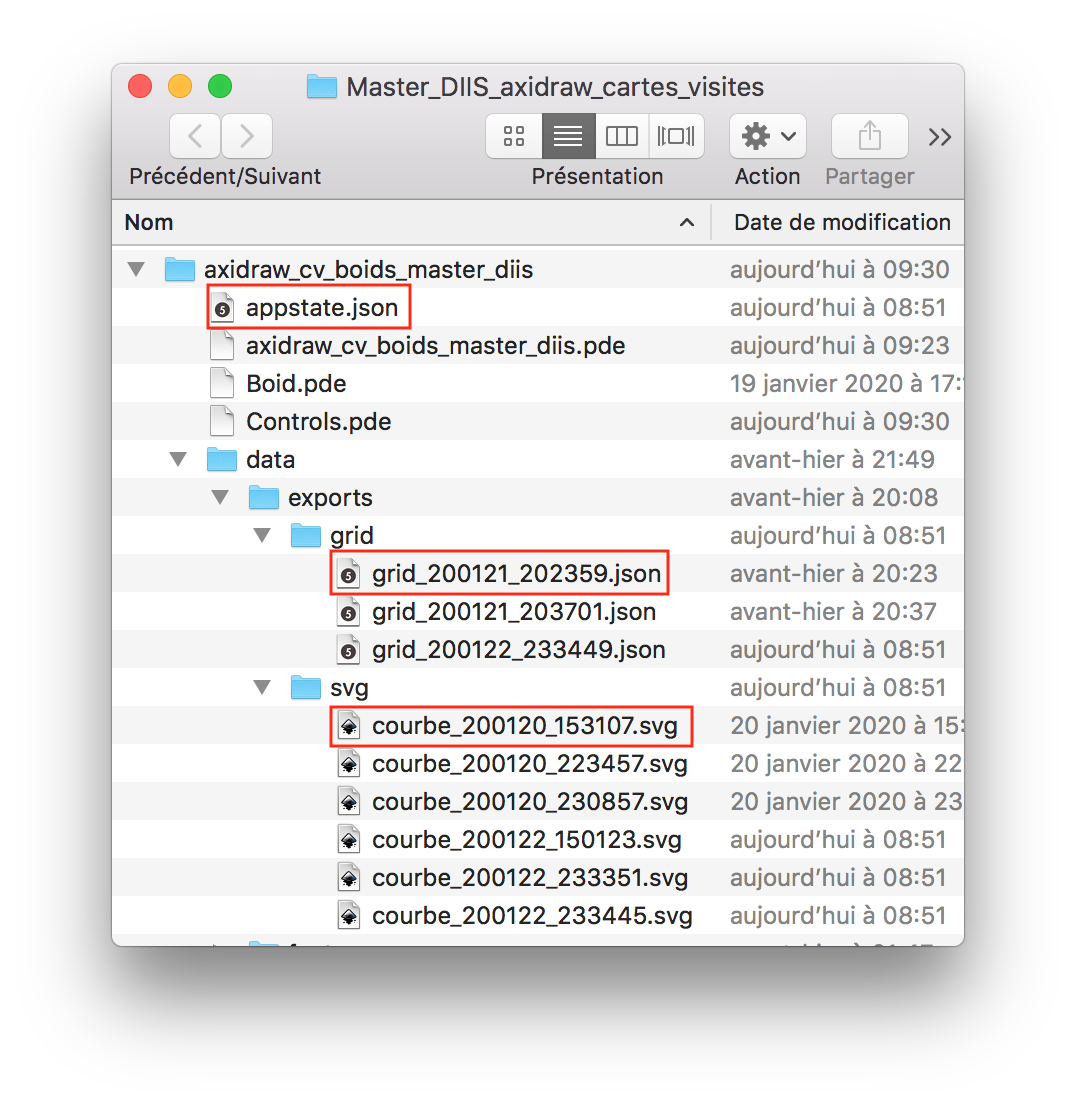 Master_DIIS_axidraw_cartes_visites
Précédent/Suivant Présentation Action Partager
Nom Date de modification
axidraw_cv_boids_master_diis aujourd’hui à 09:30
appstate.json aujourd’hui à 08:51
axidraw_cv_boids_master_diis.pde aujourd’hui à 09:23
Boid.pde 19 janvier 2020 à 17:
Controls.pde aujourd’hui à 09:30
data avant-hier à 21:49
exports avant-hier à 20:08
grid aujourd’hui à 08:51
grid_200121_202359.json avant-hier à 20:23
grid_200121_203701.json avant-hier à 20:37
grid_200122_233449.json aujourd’hui à 08:51
svg aujourd’hui à 08:51
courbe_200120_153107.svg 20 janvier 2020 à 15:
courbe_200120_223457.svg 20 janvier 2020 à 22
courbe_200120_230857.svg 20 janvier 2020 à 23
courbe_200122_150123.svg aujourd’hui à 08:51
courbe_200122_233351.svg aujourd’hui à 08:51
courbe_200122_233445.svg aujourd’hui à 08:51